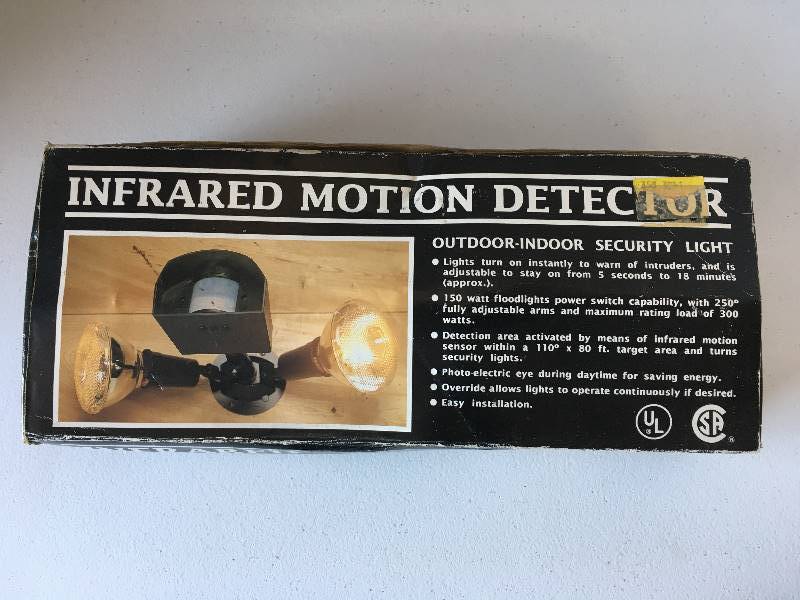 INFRARED MOTION DETECTOR
OUTDOOR-INDOOR SECURITY LIGHT
● Lights turn on instantly to warn of intruders, and is
adjustable to stay on from 5 seconds to 18 minutes
(approx.).
● 150 watt floodlights power switch capability, with 250°
fully adjustable arms and maximum rating load of 300
watts.
● Detection area activated by means of infrared motion
sensor within a 110° x 80 ft. target area and turns
security lights.
● Photo-electric eye during daytime for saving energy.
● Override allows lights to operate continuously if desired.
● Easy installation.
UL ® SA ®